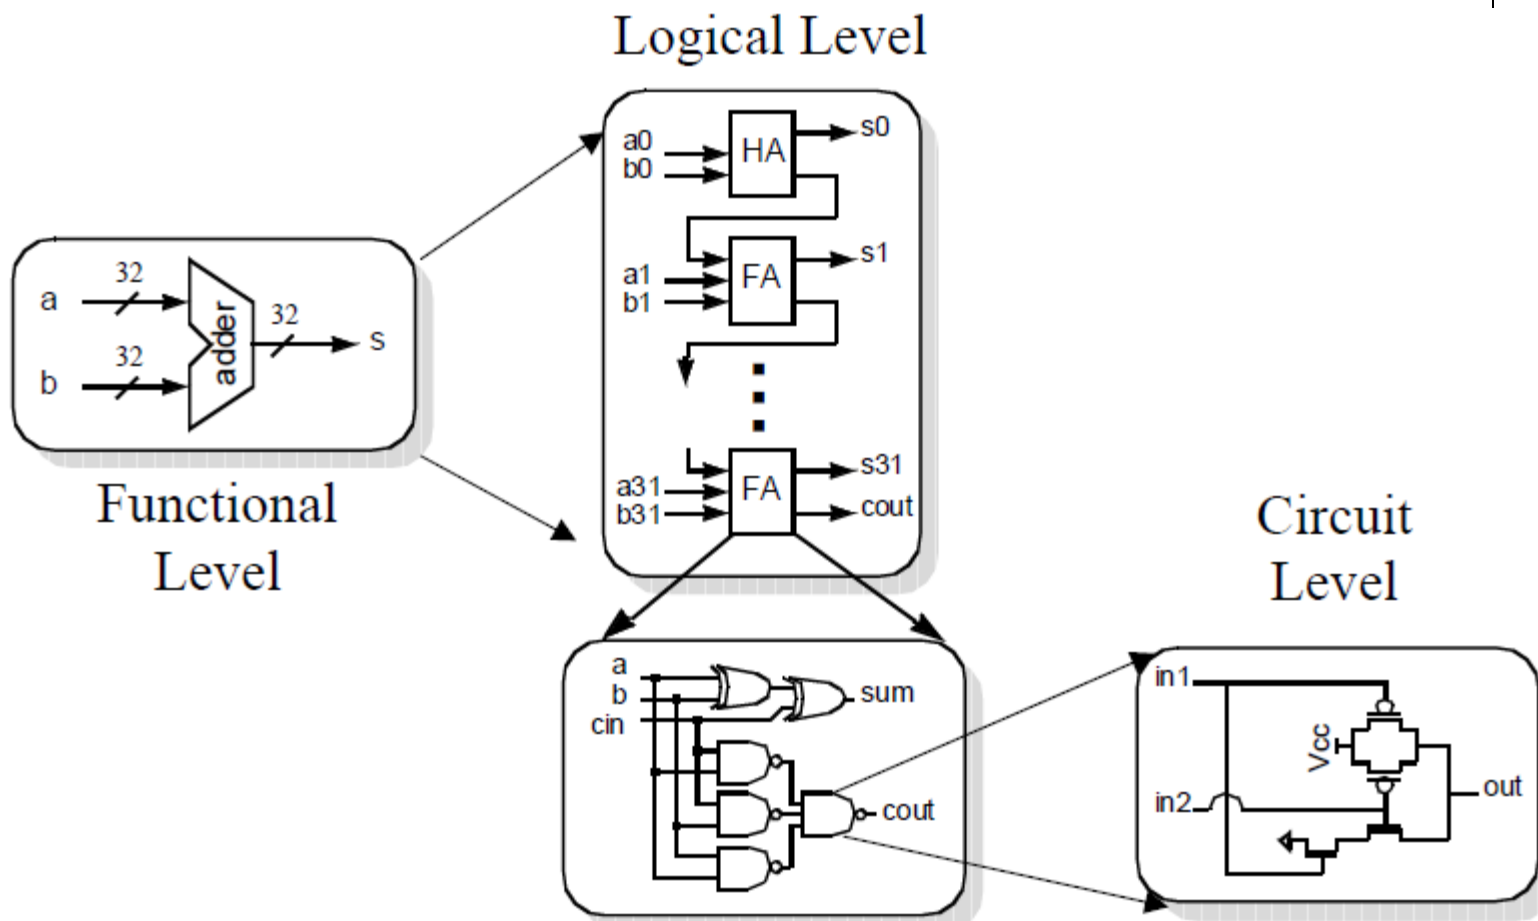 Logical Level
a0
b0
HA
s0
a1
b1
FA
s1
a31
b31
FA
s31
cout
32
a
32
b
adder
32
s
Functional
Level
a
b
cin
sum
cout
Circuit
Level
in1
Vcc
in2
out